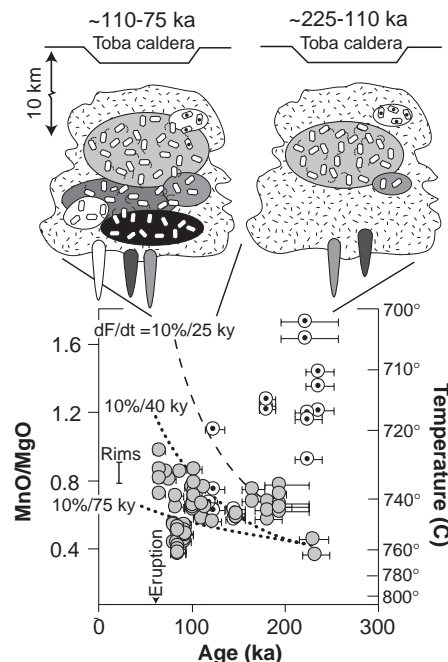 ~110-75 ka
~225-110 ka
Toba caldera
Toba caldera
10 km
dF/dt =10%/25 ky
10%/40 ky
10%/75 ky
Rims
Eruption
MnO/MgO
1.6
1.2
0.8
0.4
700°
710°
720°
740°
760°
780°
800°
Temperature (C)
0
100
200
300
Age (ka)